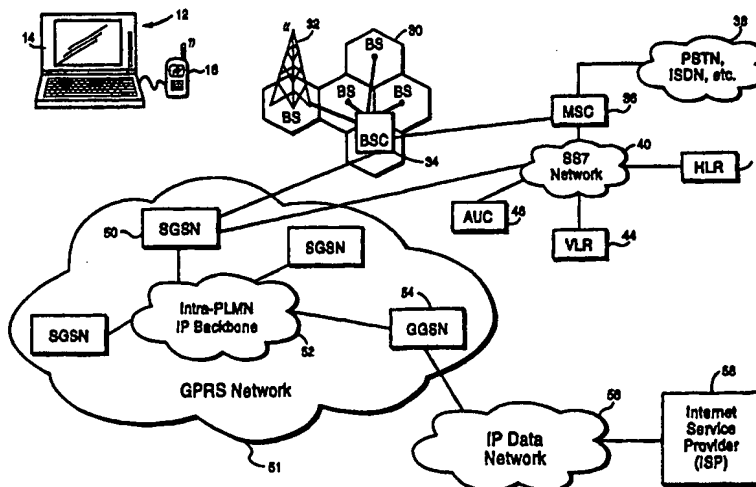 12
14
16
32
30
BS
BS
BS
BS
BSC
34
38
PSTN,
ISDN, etc.
MSC
36
40
SS7
Network
HLR
AUC
46
VLR
44
50
SGSN
SGSN
SGSN
Intra-PLMN
IP Backbone
52
54
GGSN
GPRS Network
51
IP Data
Network
56
Internet
Service
Provider
(ISP)